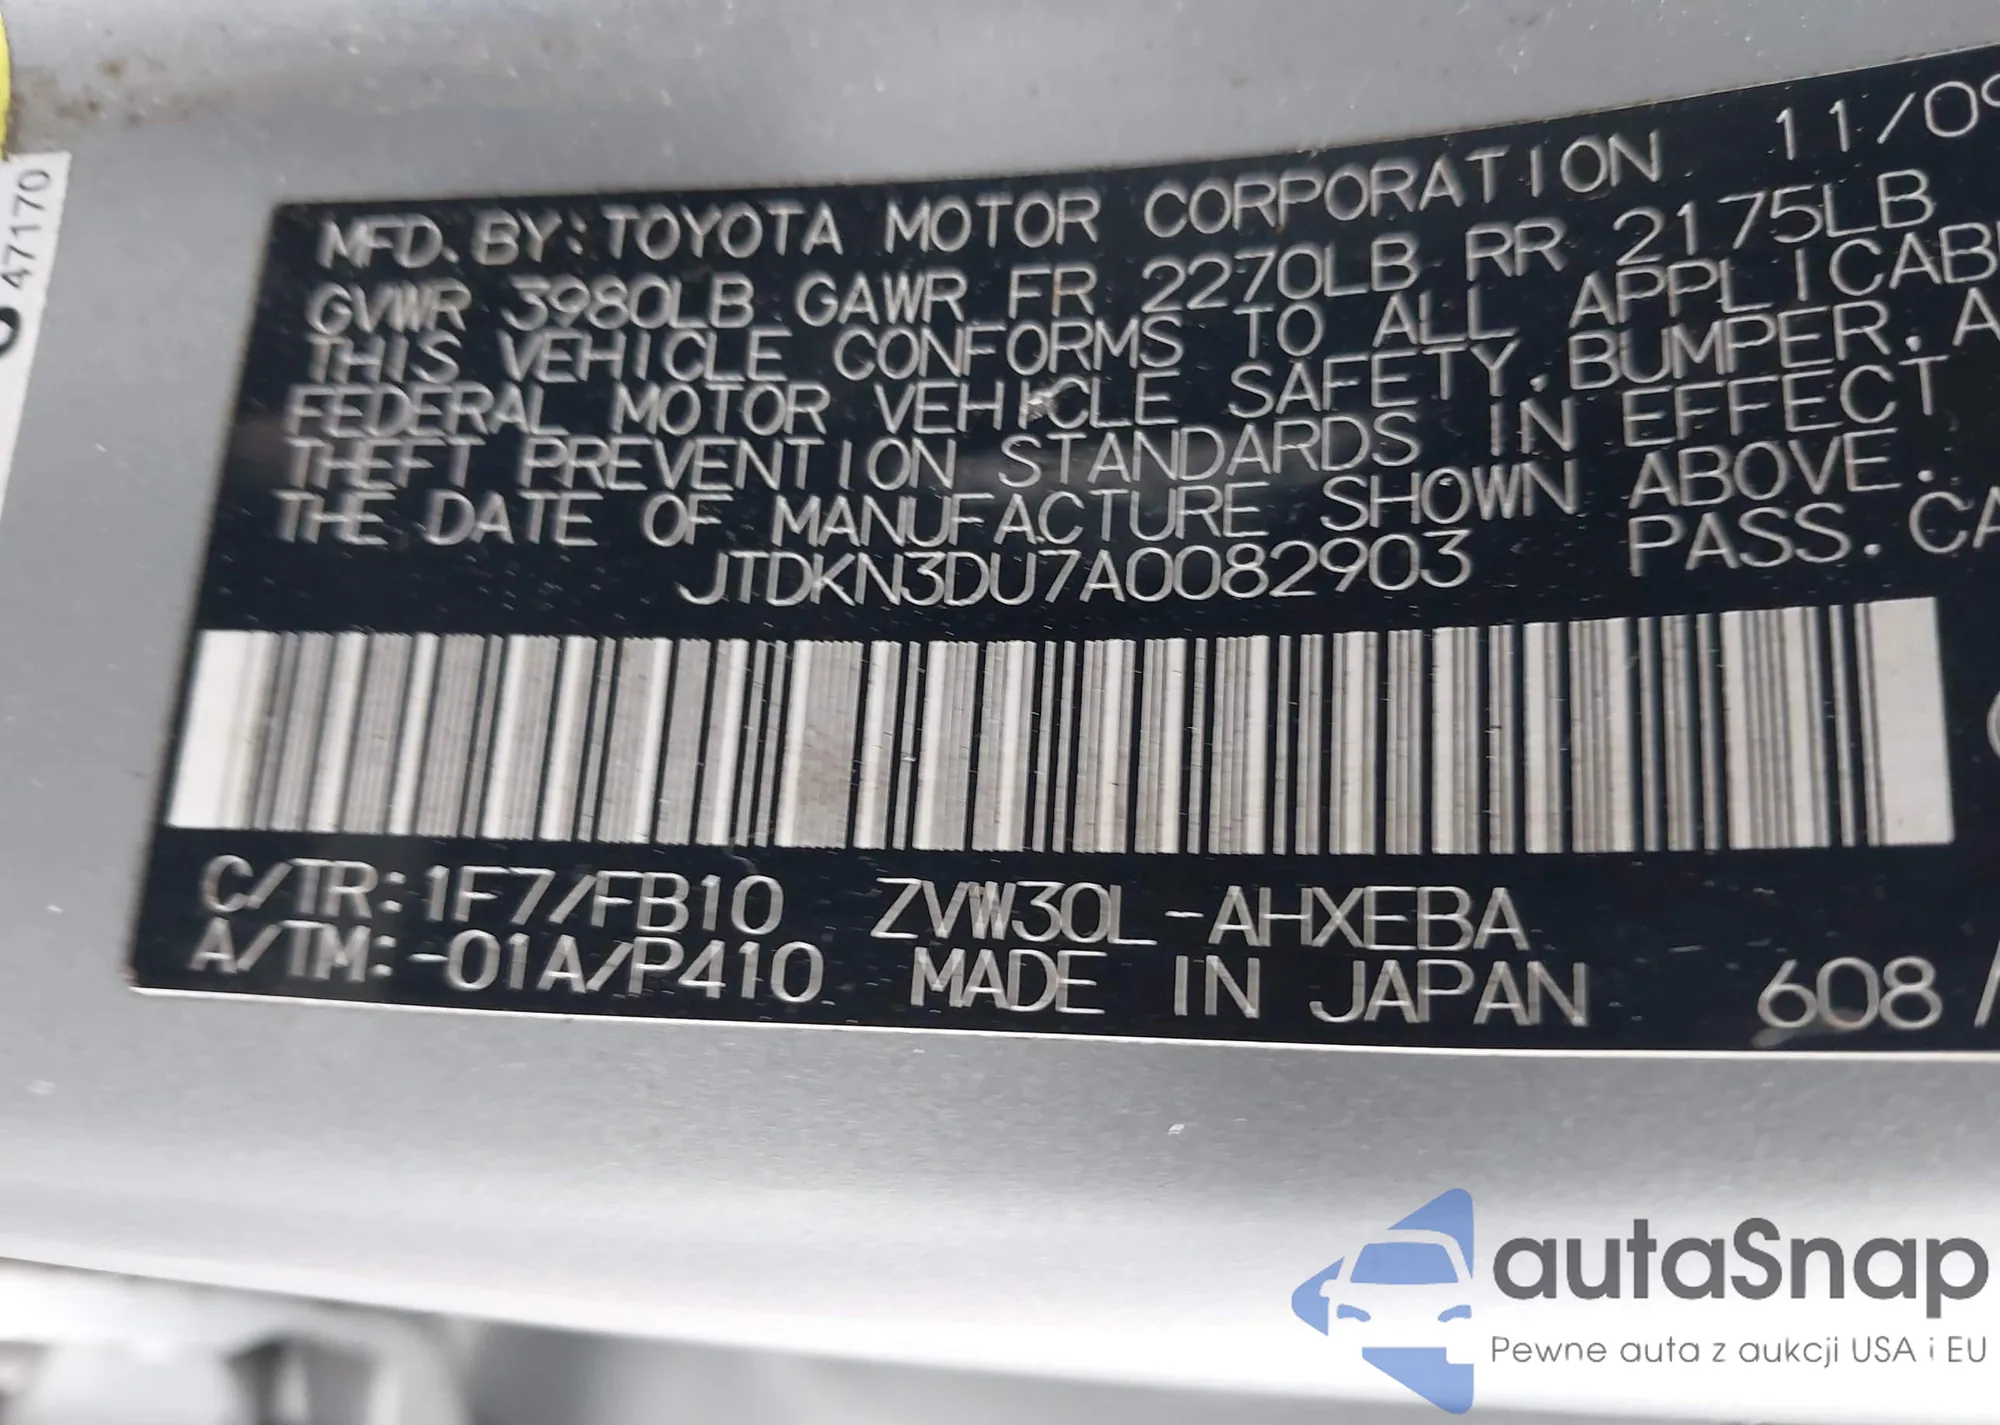 47170
MFD. BY: TOYOTA MOTOR CORPORATION 11/09
GVWR 3980LB GAWR FR 2270LB RR 2175LB
THIS VEHICLE CONFORMS TO ALL
FEDERAL MOTOR VEHICLE SAFETY, BUMPER, A
THEFT PREVENTION STANDARDS IN EFFECT
THE DATE OF MANUFACTURE SHOWN ABOVE.
JTDKN3DU7A0082903 PASS. CA
C/TR: 1F7/FB10 ZVW30L-AHXEBA
A/TM: -01A/P410 MADE IN JAPAN 608
autaSnap
Pewne auta z aukcji USA i EU